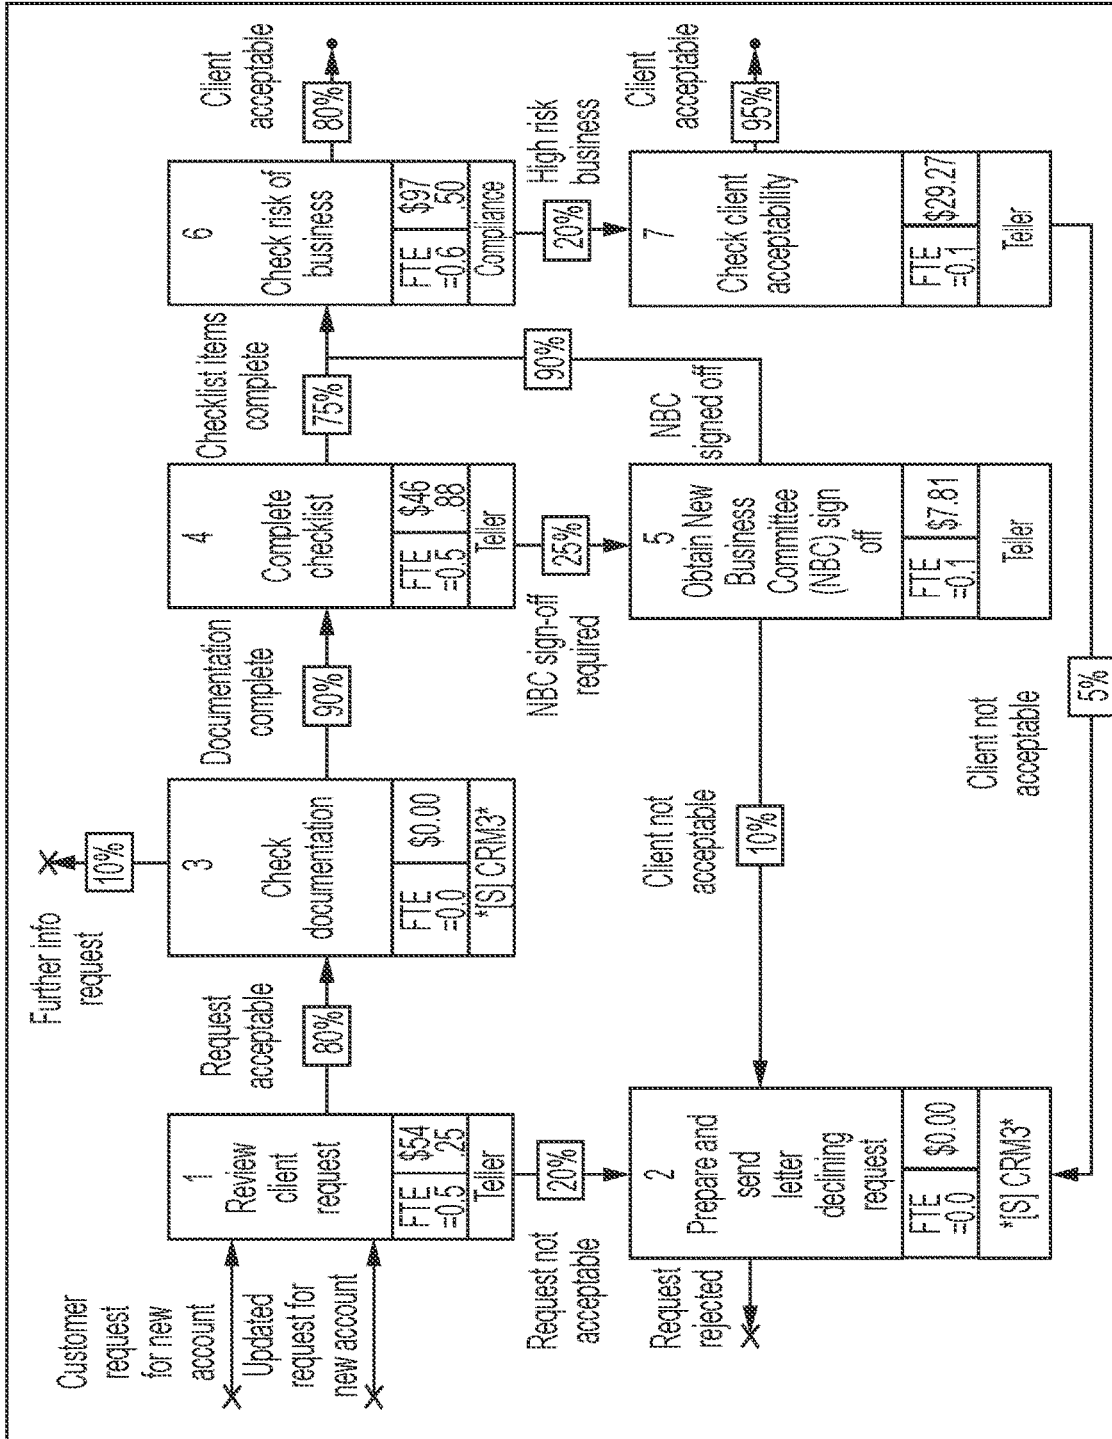 Customer
request
for new
account
Updated
request for
new account
1
Review
client
request
FTE
=0.5
$54
.25
Teller
Request
acceptable
80%
Further info
request
10%
3
Check
documentation
FTE
=0.0
$0.00
*[S] CRM3*
Documentation
complete
90%
4
Complete
checklist
FTE
=0.5
$46
.88
Teller
Checklist items
complete
75%
6
Check risk of
business
FTE
=0.6
$97
.50
Compliance
Client
acceptable
80%
Request not
acceptable
20%
NBC sign-off
required
25%
90%
High risk
business
20%
Request
rejected
2
Prepare and
send
letter
declining
request
FTE
=0.0
$0.00
*[S] CRM3*
Client not
acceptable
10%
5
Obtain New
Business
Committee
(NBC) sign
off
FTE
=0.1
$7.81
Teller
NBC
signed off
7
Check client
acceptability
FTE
=0.1
$29.27
Teller
Client
acceptable
95%
Client not
acceptable
5%